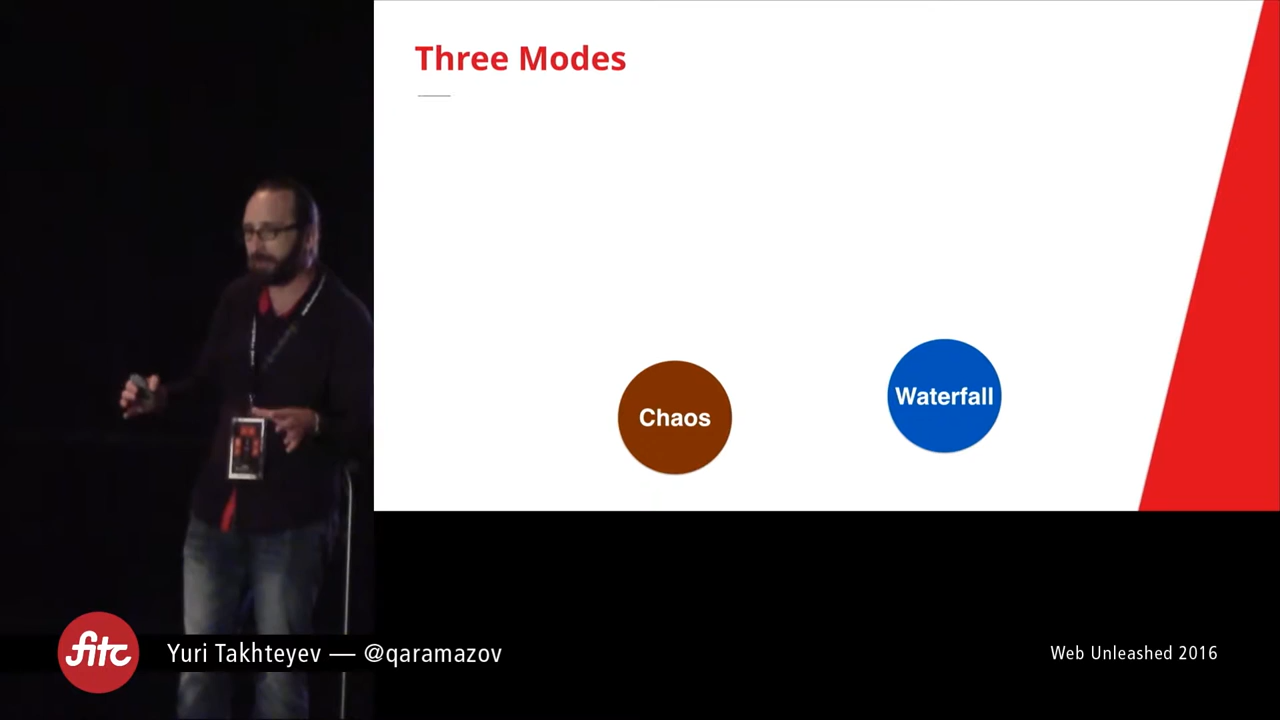 Three Modes
Chaos
Waterfall
fitc
Yuri Takhteyev — @qaramazov
Web Unleashed 2016